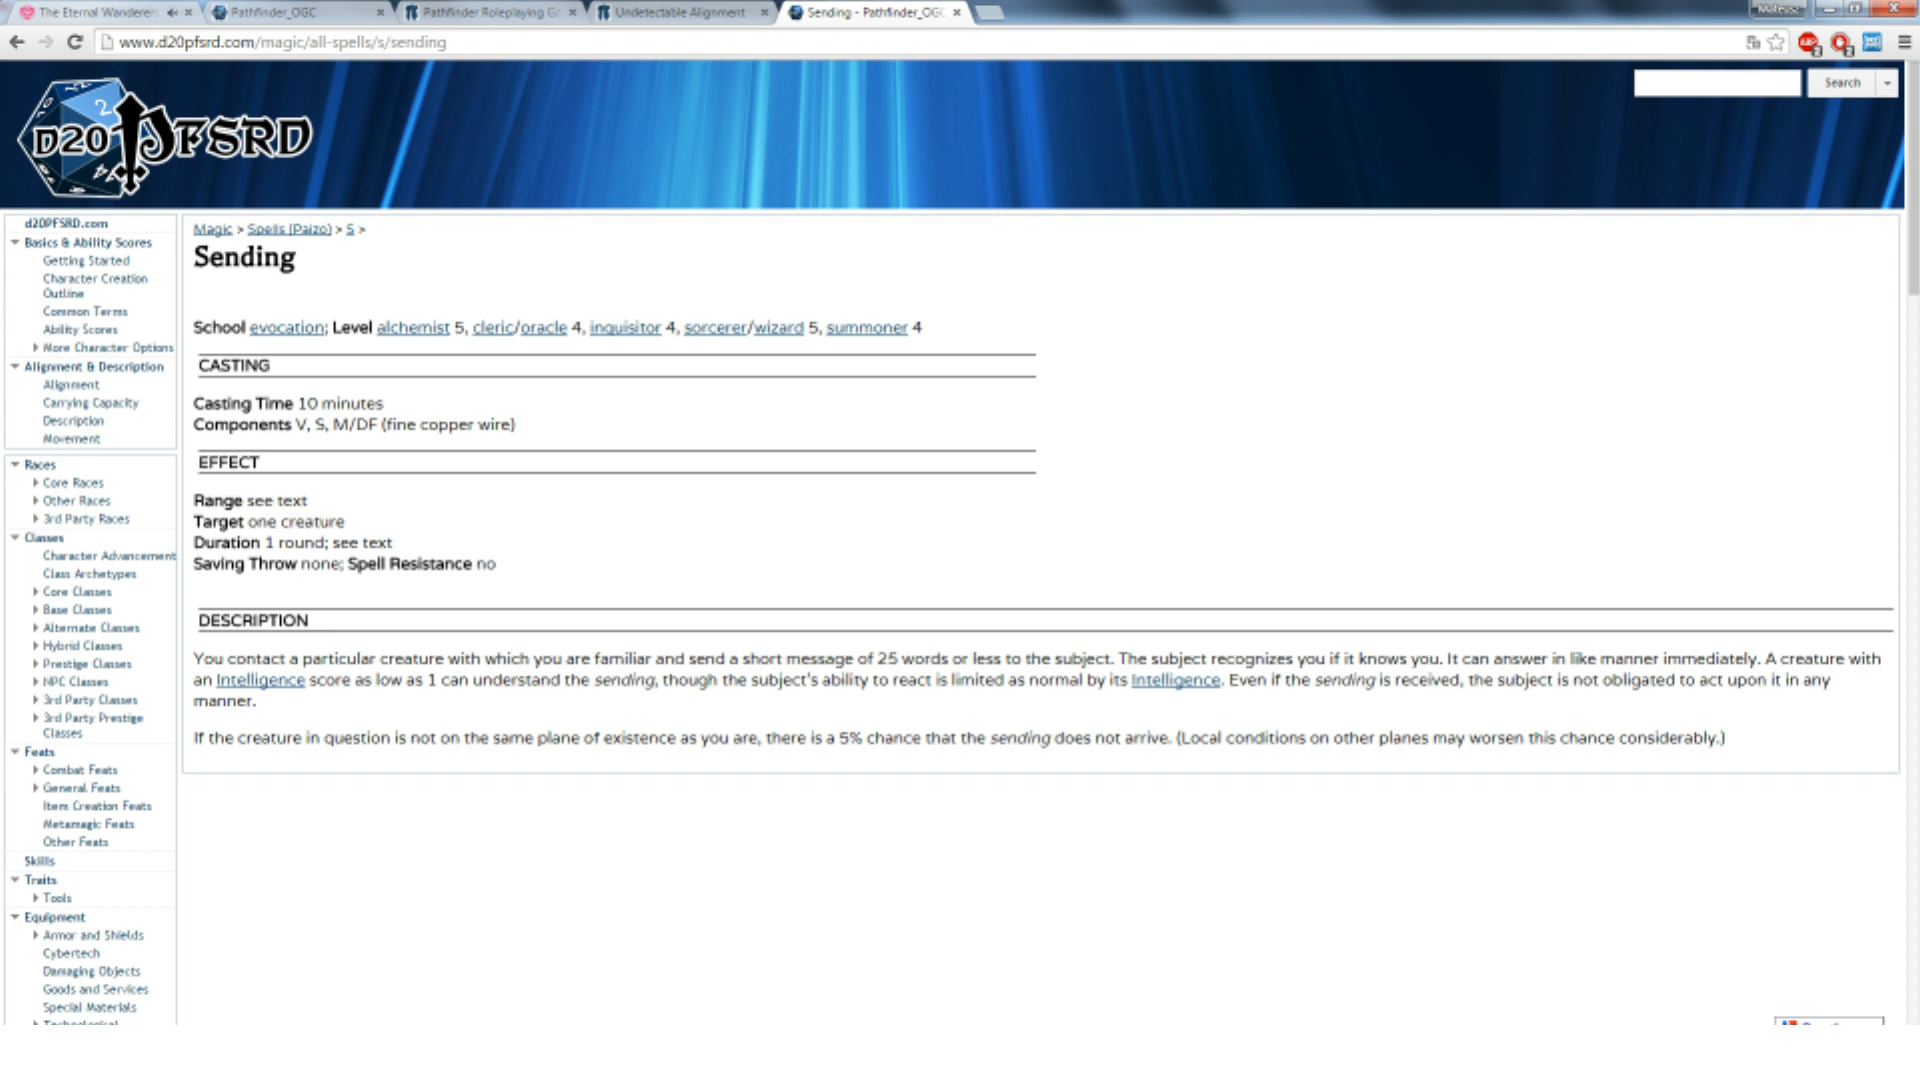 The Eternal Wanderers
Pathfinder_OGC
Pathfinder Roleplaying Ga
Undetectable Alignment
Sending - Pathfinder_OGC
Mateusz
www.d20pfsrd.com/magic/all-spells/s/sending
Search
D20PFSRD
d20PFSRD.com
Basics & Ability Scores
Getting Started
Character Creation
Outline
Common Terms
Ability Scores
More Character Options
Alignment & Description
Alignment
Carrying Capacity
Description
Movement
Races
Core Races
Other Races
3rd Party Races
Classes
Character Advancement
Class Archetypes
Core Classes
Base Classes
Alternate Classes
Hybrid Classes
Prestige Classes
NPC Classes
3rd Party Classes
3rd Party Prestige
Classes
Feats
Combat Feats
General Feats
Item Creation Feats
Metamagic Feats
Other Feats
Skills
Traits
Tools
Equipment
Armor and Shields
Cybertech
Damaging Objects
Goods and Services
Special Materials
Technological
Magic > Spells (Paizo) > S >
Sending
School evocation; Level alchemist 5, cleric/oracle 4, inquisitor 4, sorcerer/wizard 5, summoner 4
CASTING
Casting Time 10 minutes
Components V, S, M/DF (fine copper wire)
EFFECT
Range see text
Target one creature
Duration 1 round; see text
Saving Throw none; Spell Resistance no
DESCRIPTION
You contact a particular creature with which you are familiar and send a short message of 25 words or less to the subject. The subject recognizes you if it knows you. It can answer in like manner immediately. A creature with
an Intelligence score as low as 1 can understand the sending, though the subject's ability to react is limited as normal by its Intelligence. Even if the sending is received, the subject is not obligated to act upon it in any
manner.
If the creature in question is not on the same plane of existence as you are, there is a 5% chance that the sending does not arrive. (Local conditions on other planes may worsen this chance considerably.)